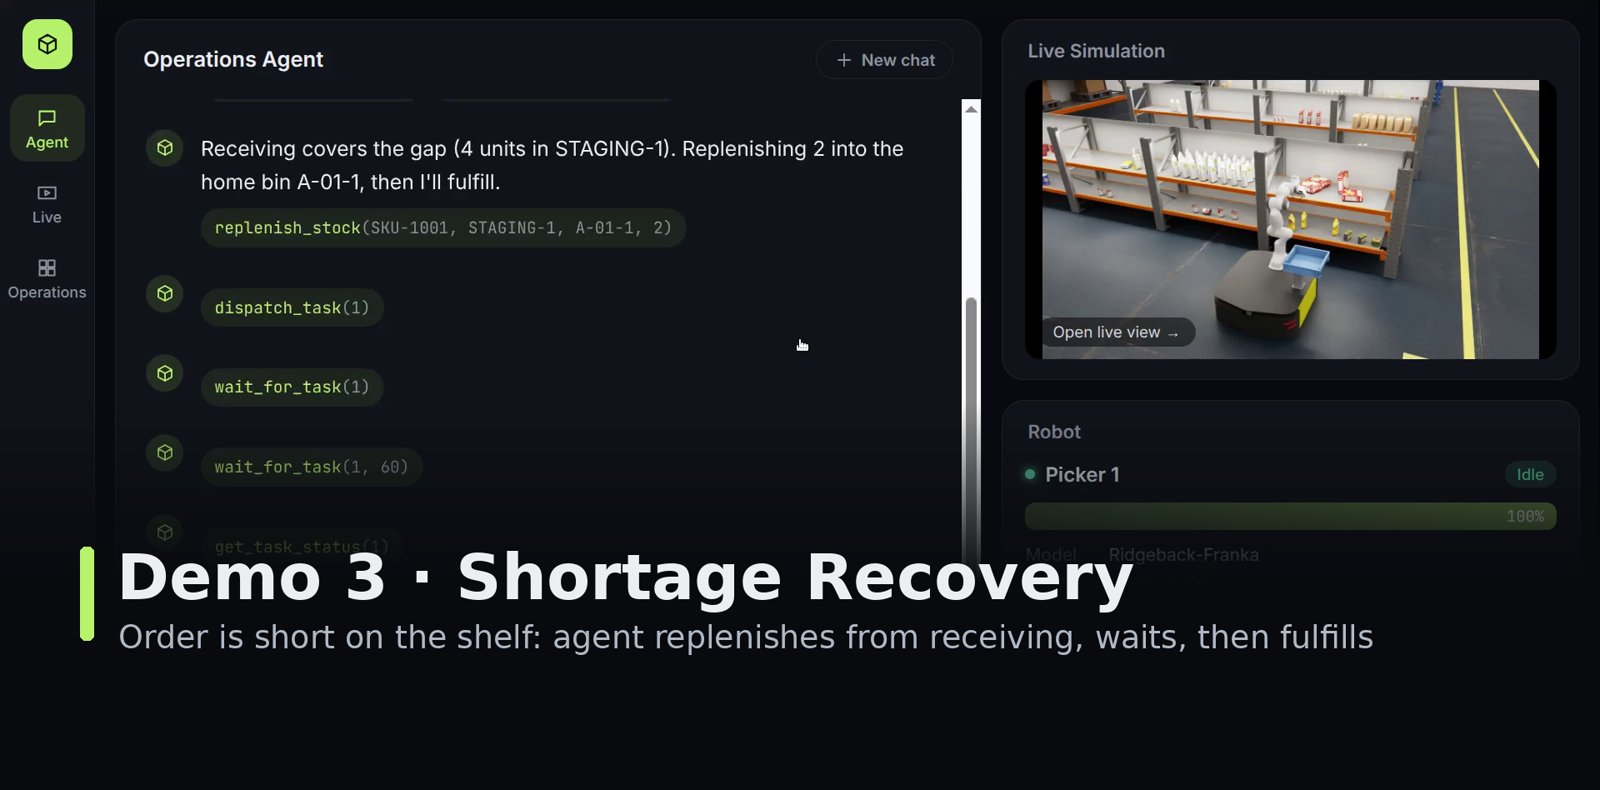 Agent
Live
Operations
Operations Agent
+ New chat
Receiving covers the gap (4 units in STAGING-1). Replenishing 2 into the
home bin A-01-1, then I'll fulfill.
replenish_stock(SKU-1001, STAGING-1, A-01-1, 2)
dispatch_task(1)
wait_for_task(1)
wait_for_task(1, 60)
get_task_status(1)
Live Simulation
Open live view →
Robot
Picker 1
Idle
100%
Model Ridgeback-Franka
Demo 3 · Shortage Recovery
Order is short on the shelf: agent replenishes from receiving, waits, then fulfills